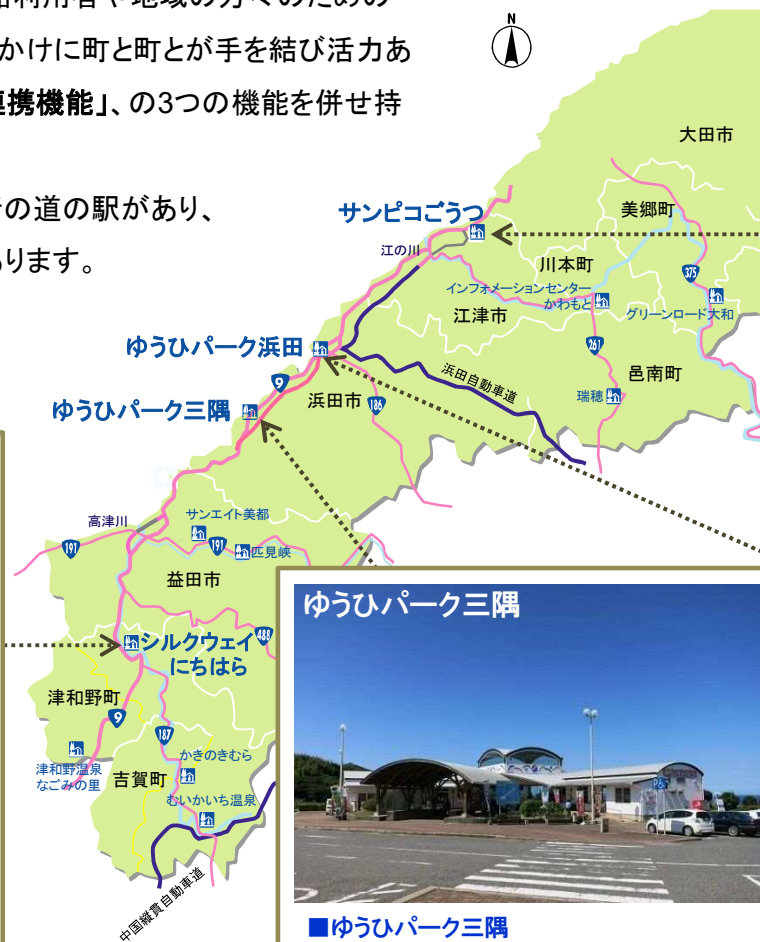 路利用者や地域の方々のための
かけに町と町とが手を結び活力あ
連携機能」、の3つの機能を併せ持
の道の駅があり、
あります。
N
大田市
美郷町
サンピコごうつ
江の川
川本町
インフォメーションセンター
かわもと
375
グリーンロード大和
江津市
261
邑南町
ゆうひパーク浜田
浜田自動車道
9
瑞穂
ゆうひパーク三隅
浜田市
186
高津川
サンエイト美都
191
191
匹見峡
益田市
シルクウェイ
にちはら
488
津和野町
9
187
津和野温泉
なごみの里
かきのきむら
吉賀町
むいかいち温泉
中国縦貫自動車道
ゆうひパーク三隅
■ゆうひパーク三隅